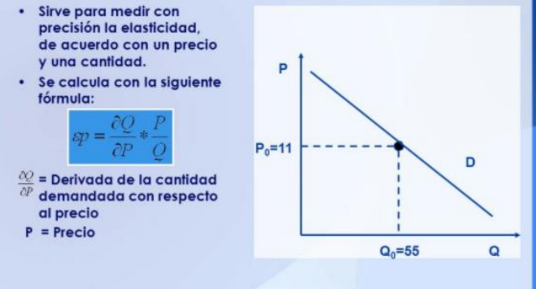 • Sirve para medir con
precisión la elasticidad,
de acuerdo con un precio
y una cantidad.
• Se calcula con la siguiente
fórmula:
εp = ∂Q/∂P * P/Q
∂Q/∂P = Derivada de la cantidad
demandada con respecto
al precio
P = Precio
P
P₀=11
D
Q₀=55
Q